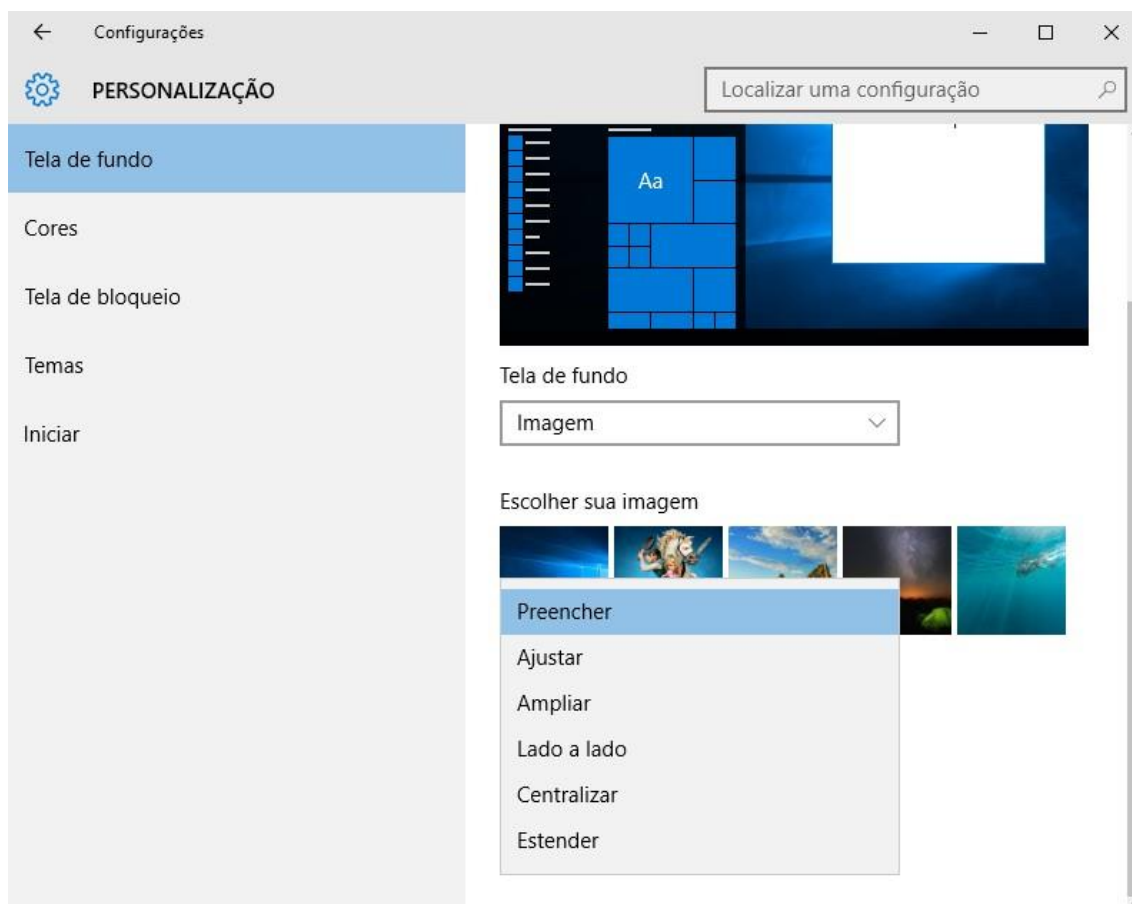 Configurações
PERSONALIZAÇÃO
Localizar uma configuração
Tela de fundo
Cores
Tela de bloqueio
Temas
Iniciar
Aa
Tela de fundo
Imagem
Escolher sua imagem
Preencher
Ajustar
Ampliar
Lado a lado
Centralizar
Estender